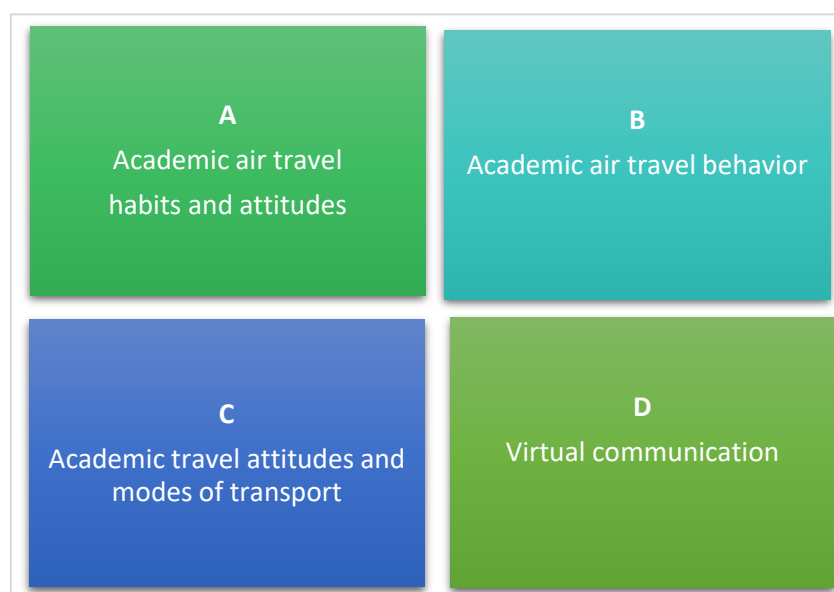 A
Academic air travel
habits and attitudes
B
Academic air travel behavior
C
Academic travel attitudes and
modes of transport
D
Virtual communication